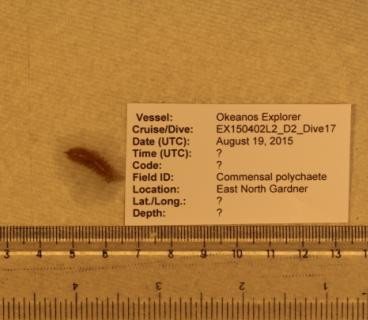 Vessel: Okeanos Explorer
Cruise/Dive: EX150402L2_D2_Dive17
Date (UTC): August 19, 2015
Time (UTC): ?
Code: ?
Field ID: Commensal polychaete
Location: East North Gardner
Lat./Long.: ?
Depth: ?
3 4 5 6 7 8 9 10 11 12 13
4 3 2 1